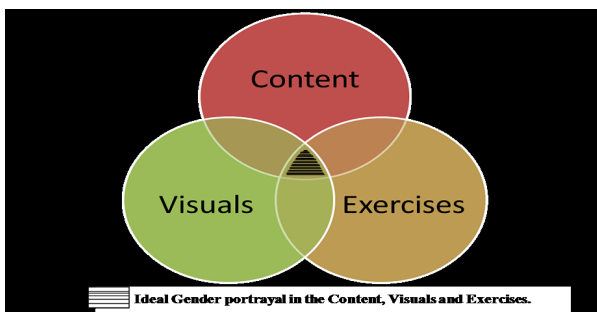 Content
Visuals
Exercises
Ideal Gender portrayal in the Content, Visuals and Exercises.